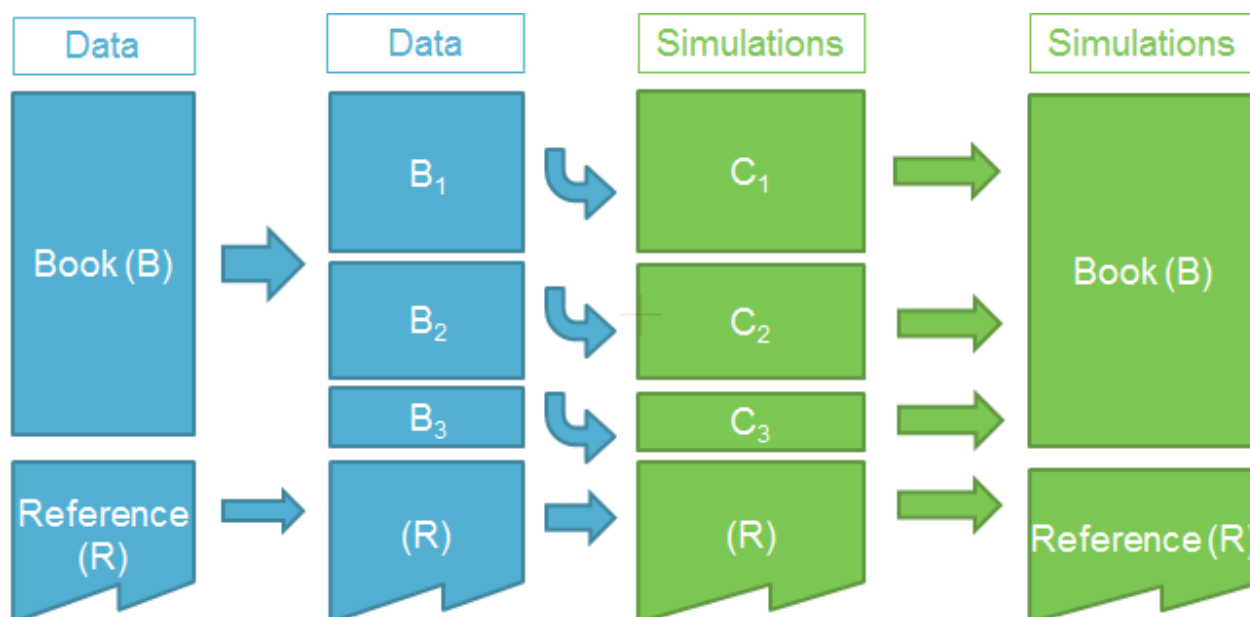 Data
Data
Simulations
Simulations
Book (B)
B₁
B₂
B₃
C₁
C₂
C₃
Book (B)
Reference
(R)
(R)
(R)
Reference (R)